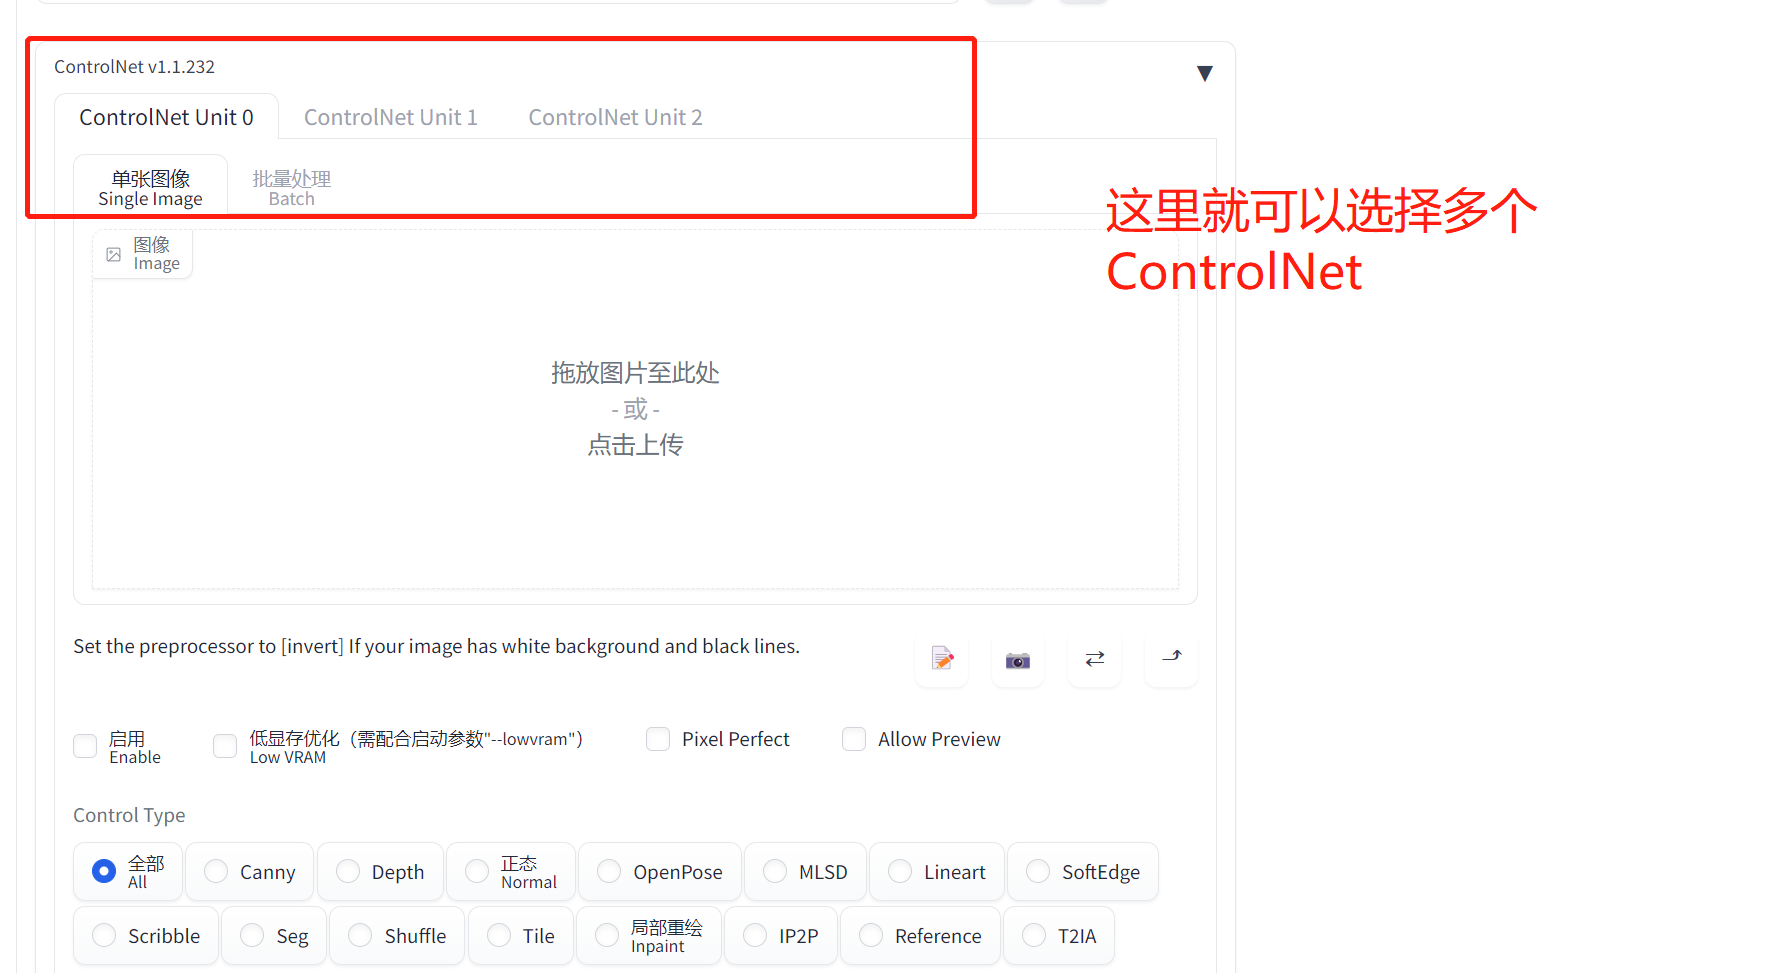 ControlNet v1.1.232
▼
ControlNet Unit 0
ControlNet Unit 1
ControlNet Unit 2
单张图像
Single Image
批量处理
Batch
这里就可以选择多个
ControlNet
图像
Image
拖放图片至此处
- 或 -
点击上传
Set the preprocessor to [invert] If your image has white background and black lines.
启用
Enable
低显存优化（需配合启动参数"--lowvram"）
Low VRAM
Pixel Perfect
Allow Preview
Control Type
全部
All
Canny
Depth
正态
Normal
OpenPose
MLSD
Lineart
SoftEdge
Scribble
Seg
Shuffle
Tile
局部重绘
Inpaint
IP2P
Reference
T2IA